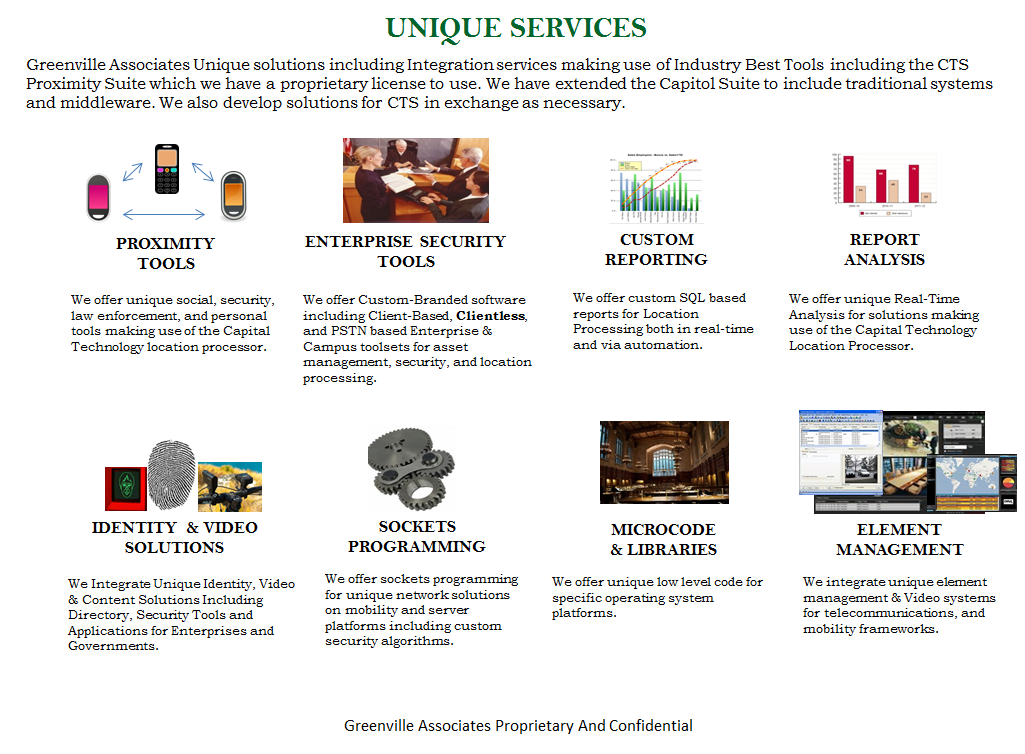 UNIQUE SERVICES
Greenville Associates Unique solutions including Integration services making use of Industry Best Tools including the CTS
Proximity Suite which we have a proprietary license to use. We have extended the Capitol Suite to include traditional systems
and middleware. We also develop solutions for CTS in exchange as necessary.
PROXIMITY
TOOLS
We offer unique social, security,
law enforcement, and personal
tools making use of the Capital
Technology location processor.
ENTERPRISE SECURITY
TOOLS
We offer Custom-Branded software
including Client-Based, Clientless,
and PSTN based Enterprise &
Campus toolsets for asset
management, security, and location
processing.
CUSTOM
REPORTING
We offer custom SQL based
reports for Location
Processing both in real-time
and via automation.
REPORT
ANALYSIS
We offer unique Real-Time
Analysis for solutions making
use of the Capital Technology
Location Processor.
IDENTITY & VIDEO
SOLUTIONS
We Integrate Unique Identity, Video
& Content Solutions Including
Directory, Security Tools and
Applications for Enterprises and
Governments.
SOCKETS
PROGRAMMING
We offer sockets programming
for unique network solutions
on mobility and server
platforms including custom
security algorithms.
MICROCODE
& LIBRARIES
We offer unique low level code for
specific operating system
platforms.
ELEMENT
MANAGEMENT
We integrate unique element
management & Video systems
for telecommunications, and
mobility frameworks.
Greenville Associates Proprietary And Confidential